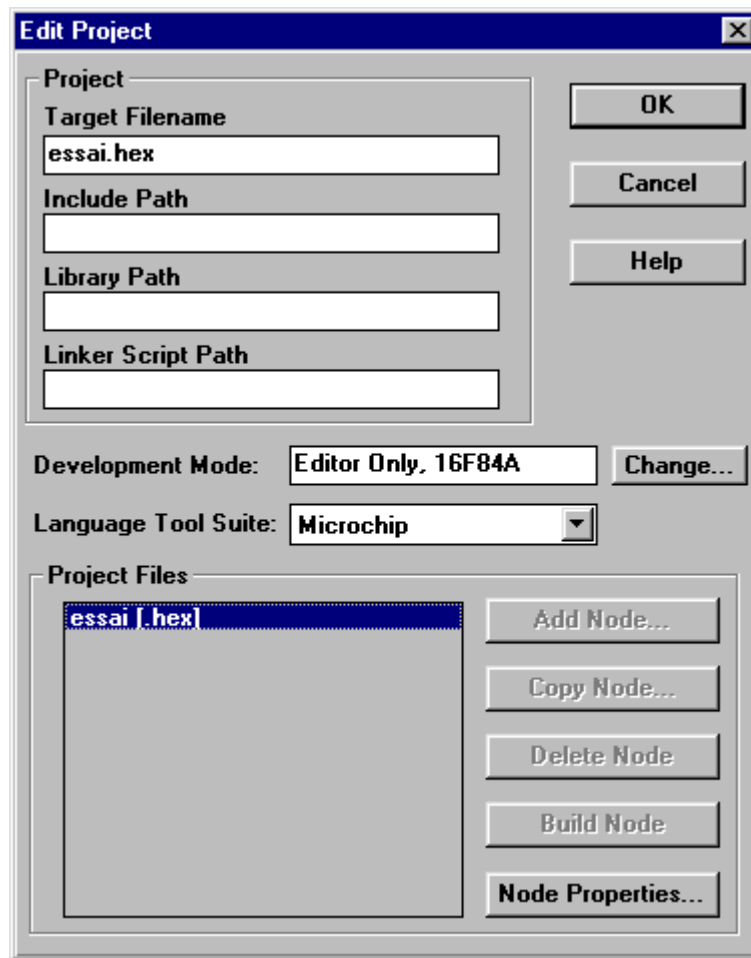 Edit Project
Project
Target Filename
essai.hex
Include Path
Library Path
Linker Script Path
OK
Cancel
Help
Development Mode: Editor Only, 16F84A Change...
Language Tool Suite: Microchip
Project Files
essai [.hex]
Add Node...
Copy Node...
Delete Node
Build Node
Node Properties...